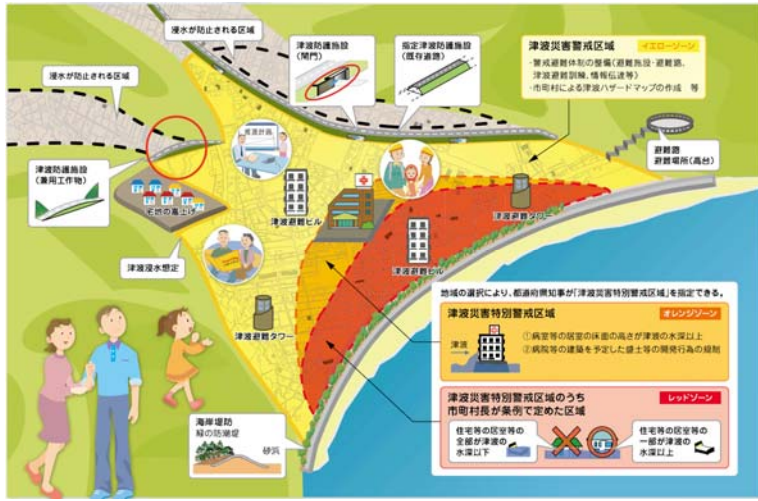 浸水が防止される区域
浸水が防止される区域
津波防護施設
(閘門)
指定津波防護施設
(既存道路)
津波災害警戒区域
イエローゾーン
・警戒避難体制の整備(避難施設・避難路、
津波避難訓練、情報伝達等)
・市町村による津波ハザードマップの作成 等
避難路
避難場所(高台)
推進計画
津波防護施設
(兼用工作物)
宅地の嵩上げ
津波避難ビル
津波避難タワー
津波避難ビル
津波浸水想定
津波避難タワー
地域の選択により、都道府県知事が「津波災害特別警戒区域」を指定できる。
津波災害特別警戒区域
オレンジゾーン
津波
①病室等の居室の床面の高さが津波の水深以上
②病院等の建築を予定した盛土等の開発行為の規制
津波災害特別警戒区域のうち
市町村長が条例で定めた区域
レッドゾーン
住宅等の居室等の
全部が津波の
水深以下
住宅等の居室等の
一部が津波の
水深以上
海岸堤防
緑の防潮堤
砂浜